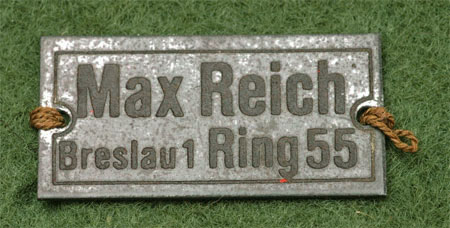 Max Reich
Breslau 1 Ring 55